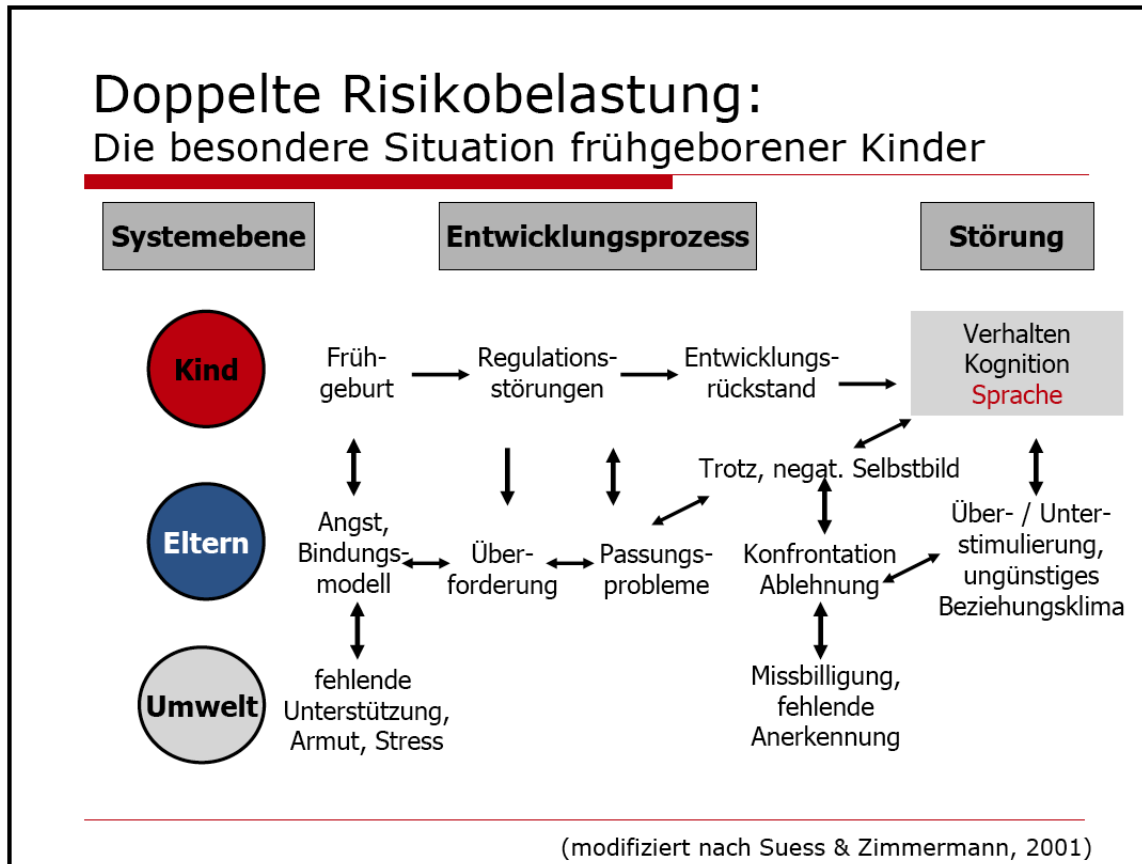 Doppelte Risikobelastung:
Die besondere Situation frühgeborener Kinder
Systemebene
Entwicklungsprozess
Störung
Kind
Früh-
geburt
Regulations-
störungen
Entwicklungs-
rückstand
Verhalten
Kognition
Sprache
Trotz, negat. Selbstbild
Eltern
Angst,
Bindungs-
modell
Über-
forderung
Passungs-
probleme
Konfrontation
Ablehnung
Über- / Unter-
stimulierung,
ungünstiges
Beziehungsklima
Umwelt
fehlende
Unterstützung,
Armut, Stress
Missbilligung,
fehlende
Anerkennung
(modifiziert nach Suess & Zimmermann, 2001)